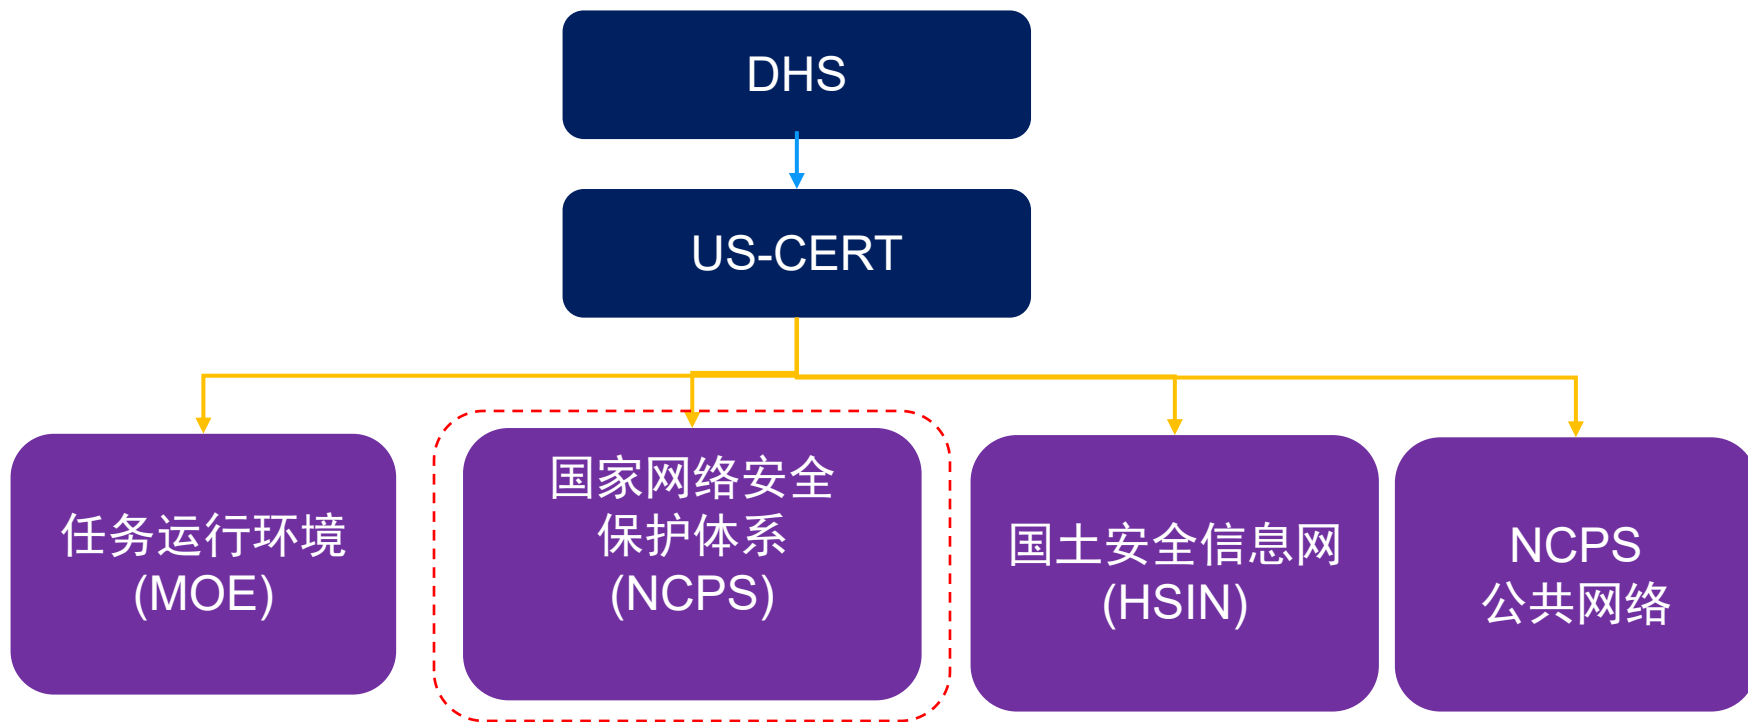 DHS
US-CERT
任务运行环境
(MOE)
国家网络安全
保护体系
(NCPS)
国土安全信息网
(HSIN)
NCPS
公共网络